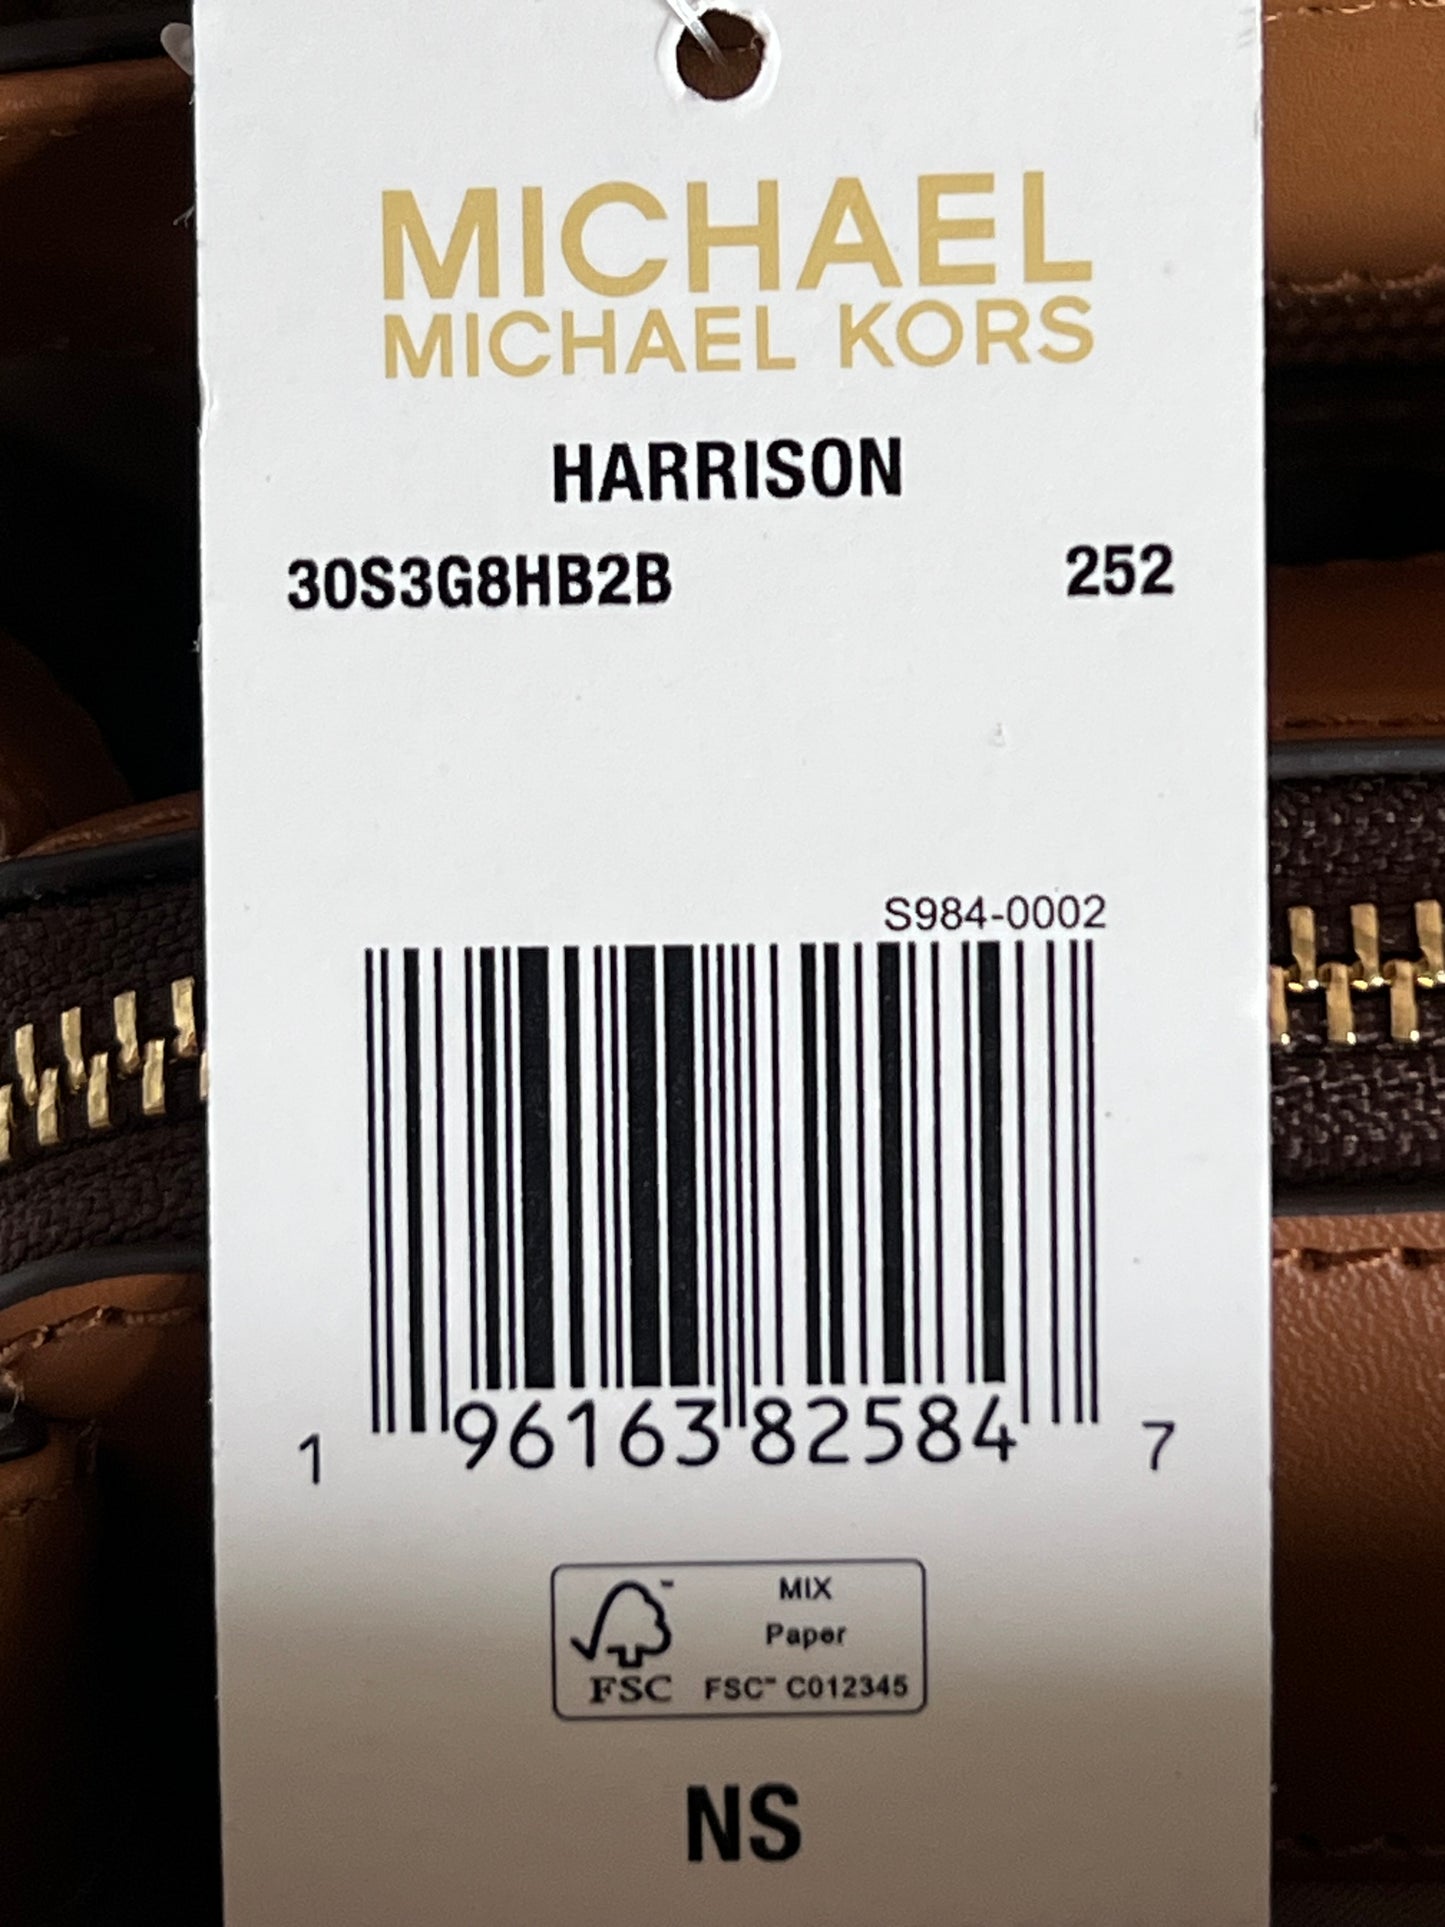 MICHAEL
MICHAEL KORS
HARRISON
30S3G8HB2B 252
S984-0002
1 96163 82584 7
MIX
Paper
FSC™ C012345
FSC
NS